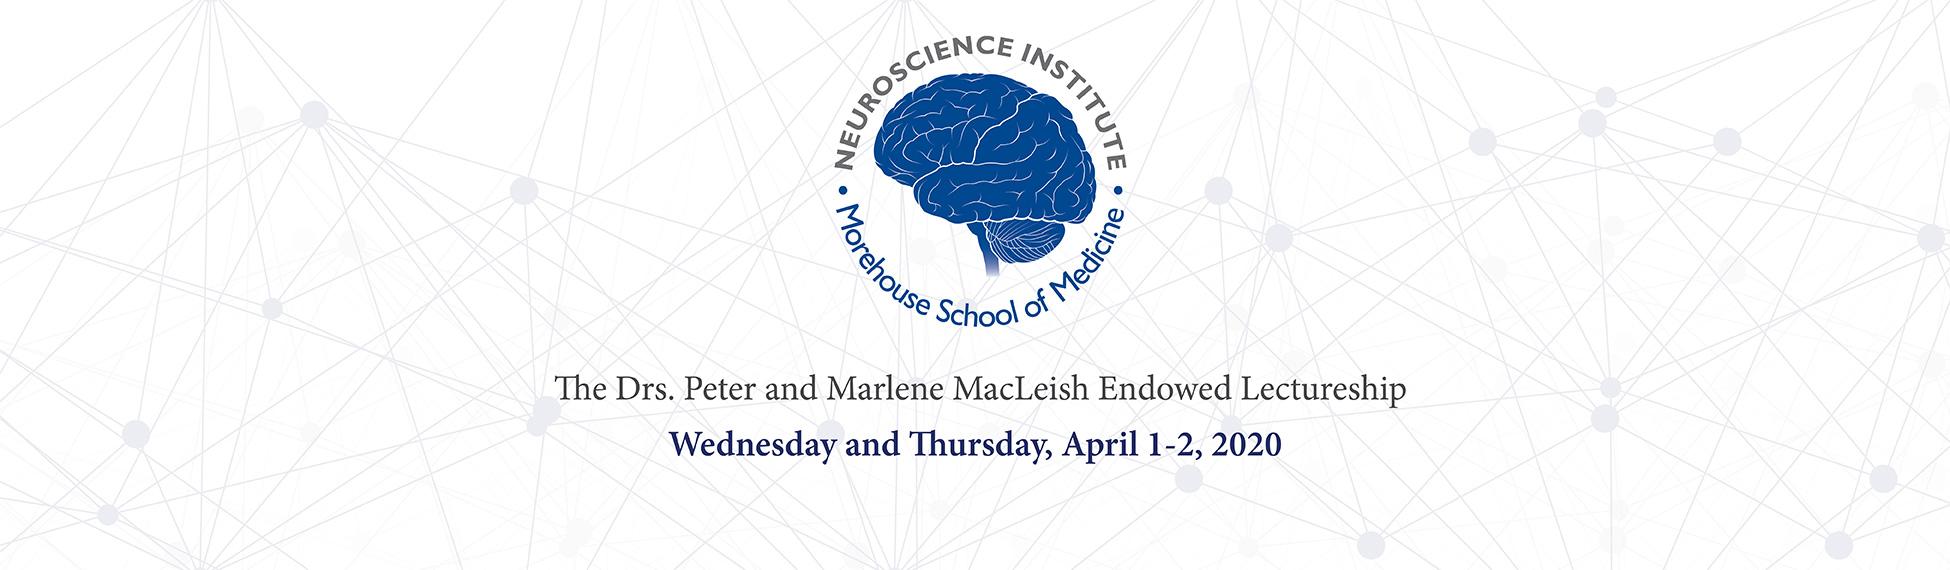 NEUROSCIENCE INSTITUTE
• Morehouse School of Medicine •
The Drs. Peter and Marlene MacLeish Endowed Lectureship
Wednesday and Thursday, April 1-2, 2020